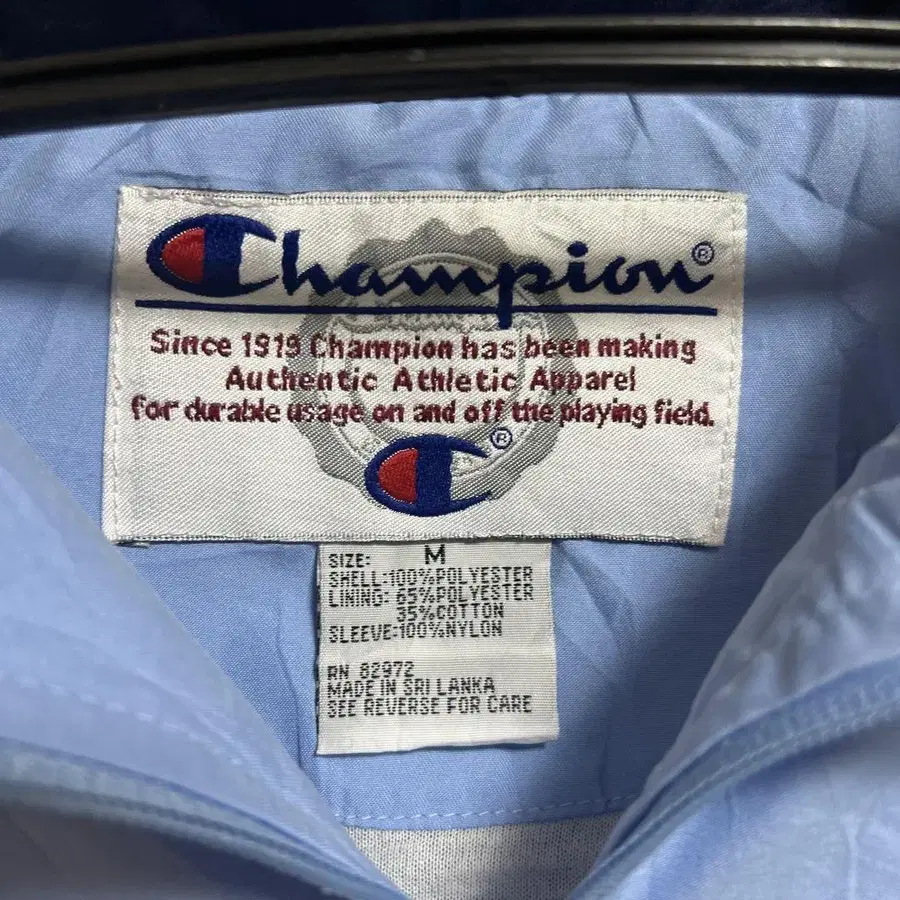 Champion®
Since 1919 Champion has been making
Authentic Athletic Apparel
for durable usage on and off the playing field.
®
SIZE: M
SHELL:100%POLYESTER
LINING: 65%POLYESTER
35%COTTON
SLEEVE:100%NYLON
RN 82972
MADE IN SRI LANKA
SEE REVERSE FOR CARE